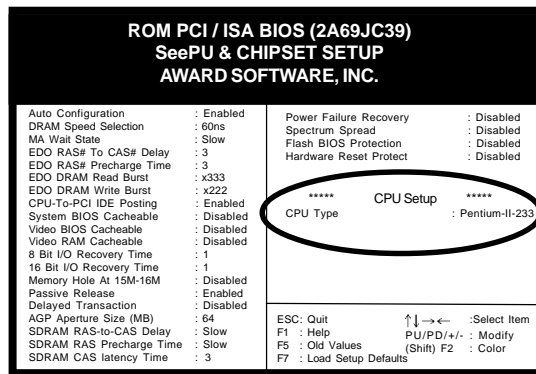 ROM PCI / ISA BIOS (2A69JC39)
SeePU & CHIPSET SETUP
AWARD SOFTWARE, INC.
Auto Configuration : Enabled
DRAM Speed Selection : 60ns
MA Wait State : Slow
EDO RAS# To CAS# Delay : 3
EDO RAS# Precharge Time : 3
EDO DRAM Read Burst : x333
EDO DRAM Write Burst : x222
CPU-To-PCI IDE Posting : Enabled
System BIOS Cacheable : Disabled
Video BIOS Cacheable : Disabled
Video RAM Cacheable : Disabled
8 Bit I/O Recovery Time : 1
16 Bit I/O Recovery Time : 1
Memory Hole At 15M-16M : Disabled
Passive Release : Enabled
Delayed Transaction : Disabled
AGP Aperture Size (MB) : 64
SDRAM RAS-to-CAS Delay : Slow
SDRAM RAS Precharge Time : Slow
SDRAM CAS latency Time : 3
Power Failure Recovery : Disabled
Spectrum Spread : Disabled
Flash BIOS Protection : Disabled
Hardware Reset Protect : Disabled
***** CPU Setup *****
CPU Type : Pentium-II-233
ESC: Quit ↑↓→← :Select Item
F1 : Help PU/PD/+/- : Modify
F5 : Old Values (Shift) F2 : Color
F7 : Load Setup Defaults